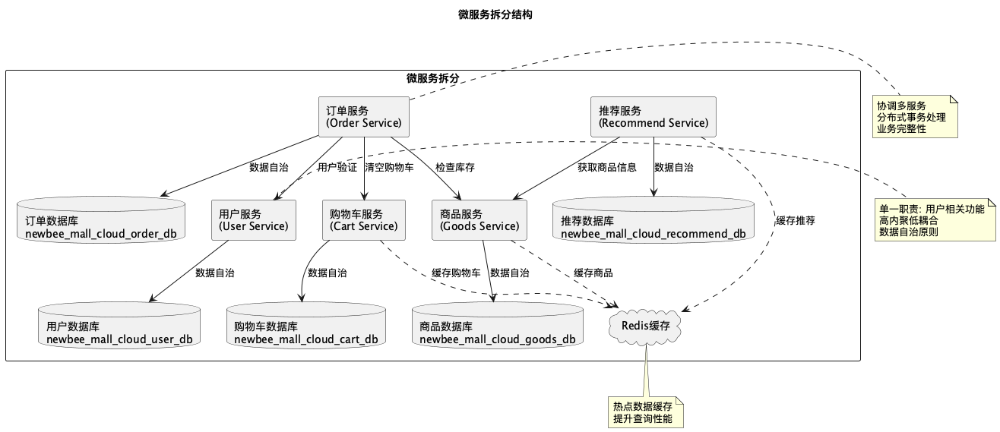 微服务拆分结构
微服务拆分
订单服务
(Order Service)
推荐服务
(Recommend Service)
协调多服务
分布式事务处理
业务完整性
数据自治
用户验证
清空购物车
检查库存
获取商品信息
数据自治
订单数据库
newbee_mall_cloud_order_db
用户服务
(User Service)
购物车服务
(Cart Service)
商品服务
(Goods Service)
推荐数据库
newbee_mall_cloud_recommend_db
缓存推荐
单一职责: 用户相关功能
高内聚低耦合
数据自治原则
数据自治
数据自治
缓存购物车
数据自治
缓存商品
用户数据库
newbee_mall_cloud_user_db
购物车数据库
newbee_mall_cloud_cart_db
商品数据库
newbee_mall_cloud_goods_db
Redis缓存
热点数据缓存
提升查询性能